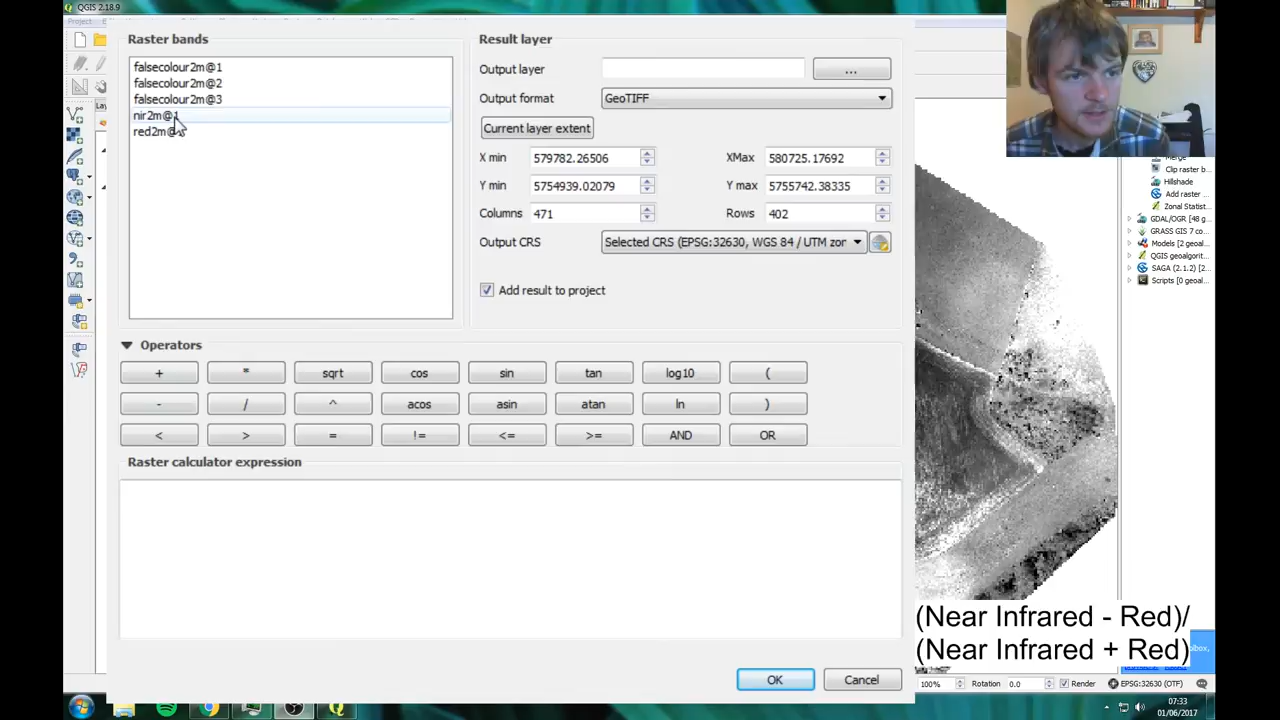 QGIS 2.18.9
Project
Raster bands
falsecolour2m@1
falsecolour2m@2
falsecolour2m@3
nir2m@1
red2m@
Result layer
Output layer
...
Output format
GeoTIFF
Current layer extent
X min
579782.26506
XMax
580725.17692
Y min
5754939.02079
Y max
5755742.38335
Columns
471
Rows
402
Output CRS
Selected CRS (EPSG:32630, WGS 84 / UTM zor
Add result to project
Operators
+
*
sqrt
cos
sin
tan
log10
(
-
/
^
acos
asin
atan
ln
)
<
>
=
!=
<=
>=
AND
OR
Raster calculator expression
OK
Cancel
Lay
Merge
Clip raster b...
Hillshade
Add raster ...
Zonal Statist...
GDAL/OGR [48 g...
GRASS GIS 7 co...
Models [2 geoal...
QGIS geoalgorit...
SAGA (2.1.2) [2...
Scripts [0 geoal...
(Near Infrared - Red)/
(Near Infrared + Red)
100%
Rotation
0.0
Render
EPSG:32630 (OTF)
07:33
01/06/2017